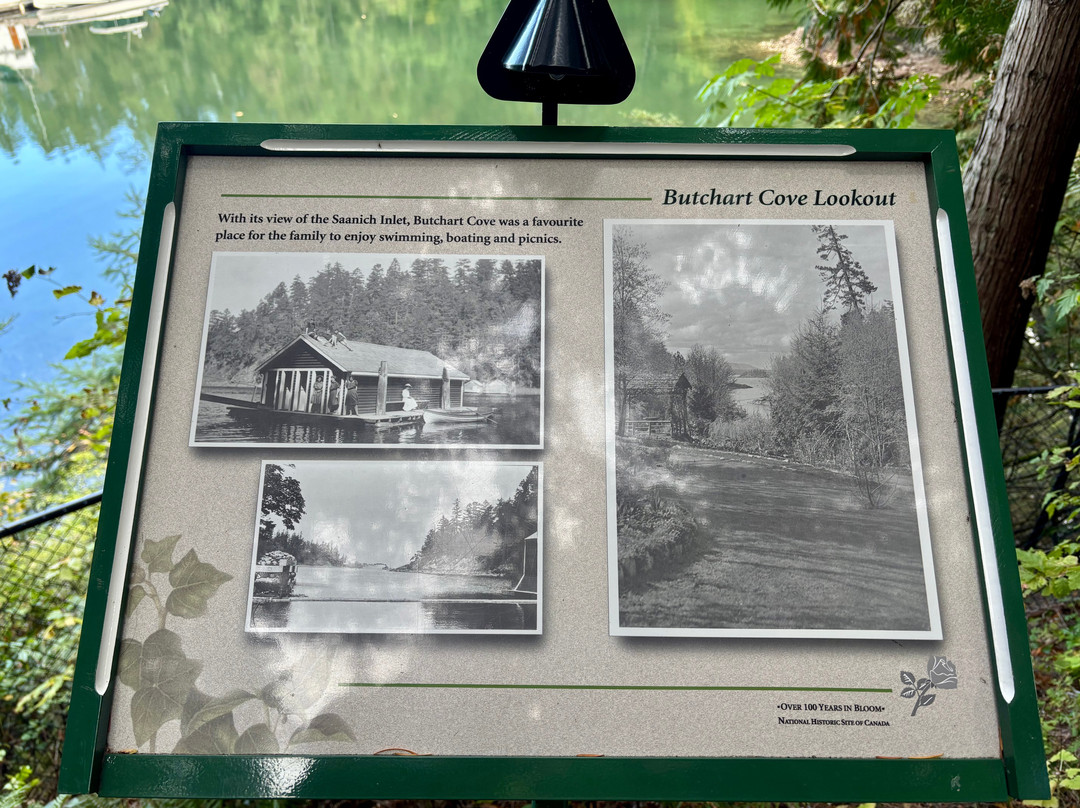 Butchart Cove Lookout
With its view of the Saanich Inlet, Butchart Cove was a favourite
place for the family to enjoy swimming, boating and picnics.
•Over 100 Years in Bloom•
National Historic Site of Canada